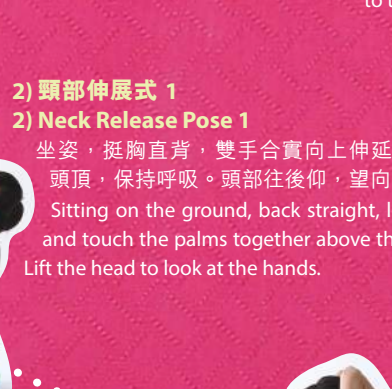 to t
2) 頸部伸展式 1
2) Neck Release Pose 1
坐姿，挺胸直背，雙手合實向上伸延
頭頂，保持呼吸。頭部往後仰，望向
Sitting on the ground, back straight, l
and touch the palms together above th
Lift the head to look at the hands.